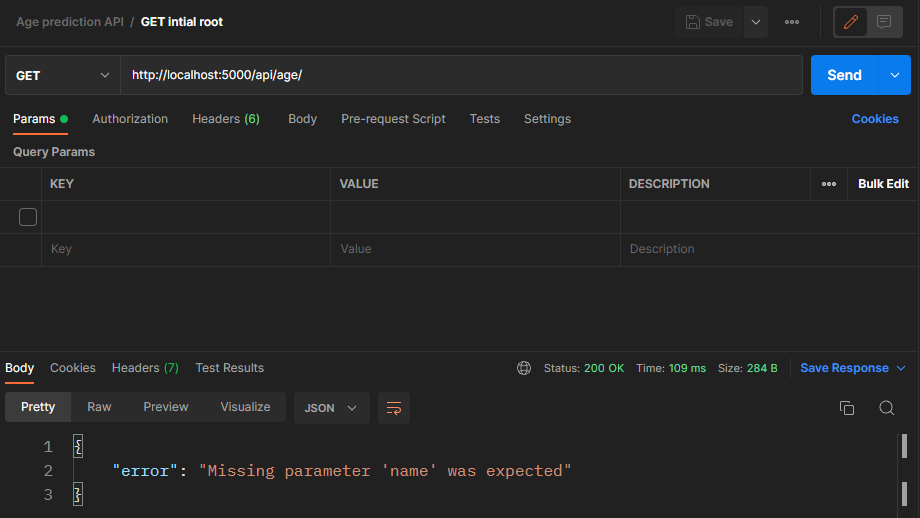 Age prediction API / GET intial root
Save
GET
http://localhost:5000/api/age/
Send
Params
Authorization
Headers (6)
Body
Pre-request Script
Tests
Settings
Cookies
Query Params
KEY
VALUE
DESCRIPTION
Bulk Edit
Key
Value
Description
Body
Cookies
Headers (7)
Test Results
Status: 200 OK
Time: 109 ms
Size: 284 B
Save Response
Pretty
Raw
Preview
Visualize
JSON
1 {
2 "error": "Missing parameter 'name' was expected"
3 }